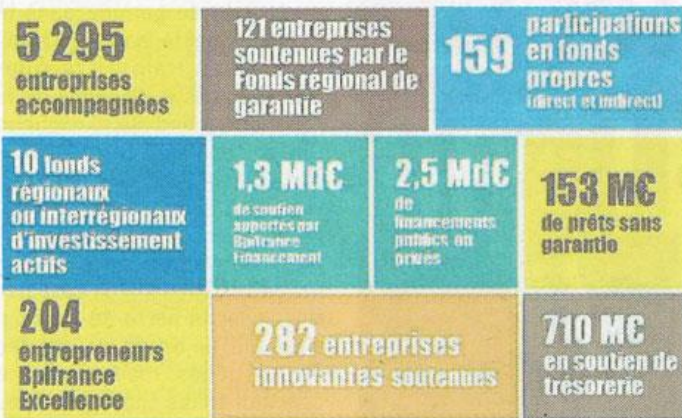 5 295
entreprises
accompagnées
121 entreprises
soutenues par le
Fonds régional de
garantie
159
participations
en fonds
propres
(direct et indirect)
10 fonds
régionaux
ou interrégionaux
d'investissement
actifs
1,3 Md€
de soutien
apportés par
Bpifrance
Financement
2,5 Md€
de
financements
publics ou
privés
153 M€
de prêts sans
garantie
204
entrepreneurs
Bpifrance
Excellence
282 entreprises
innovantes soutenues
710 M€
en soutien de
trésorerie